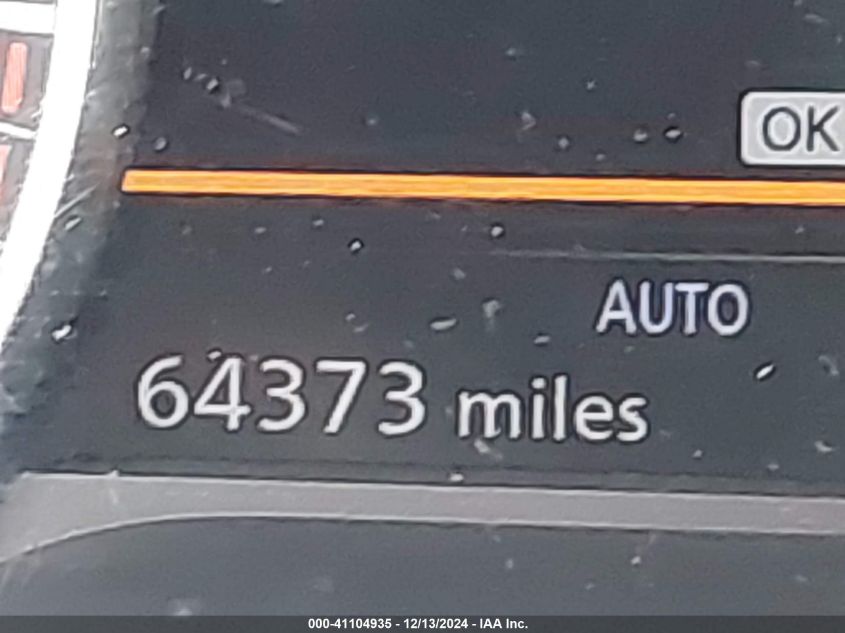 OK
AUTO
64373 miles
000-41104935 - 12/13/2024 - IAA Inc.